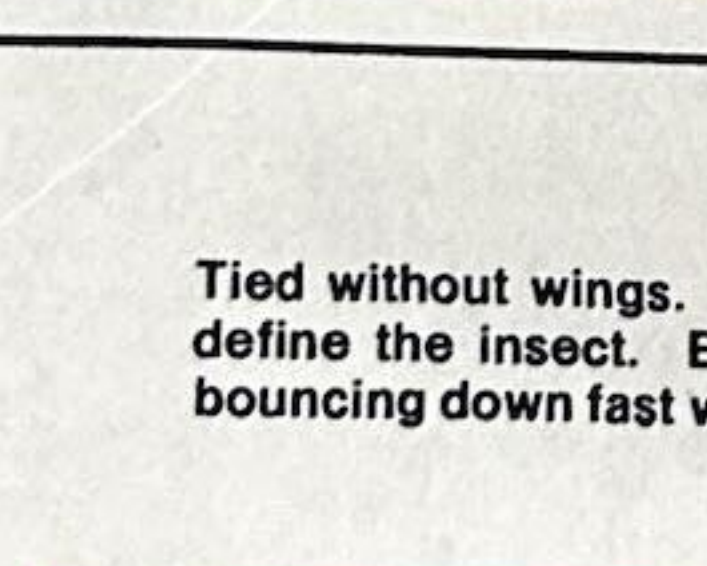 Tied without wings.
define the insect.
bouncing down fast